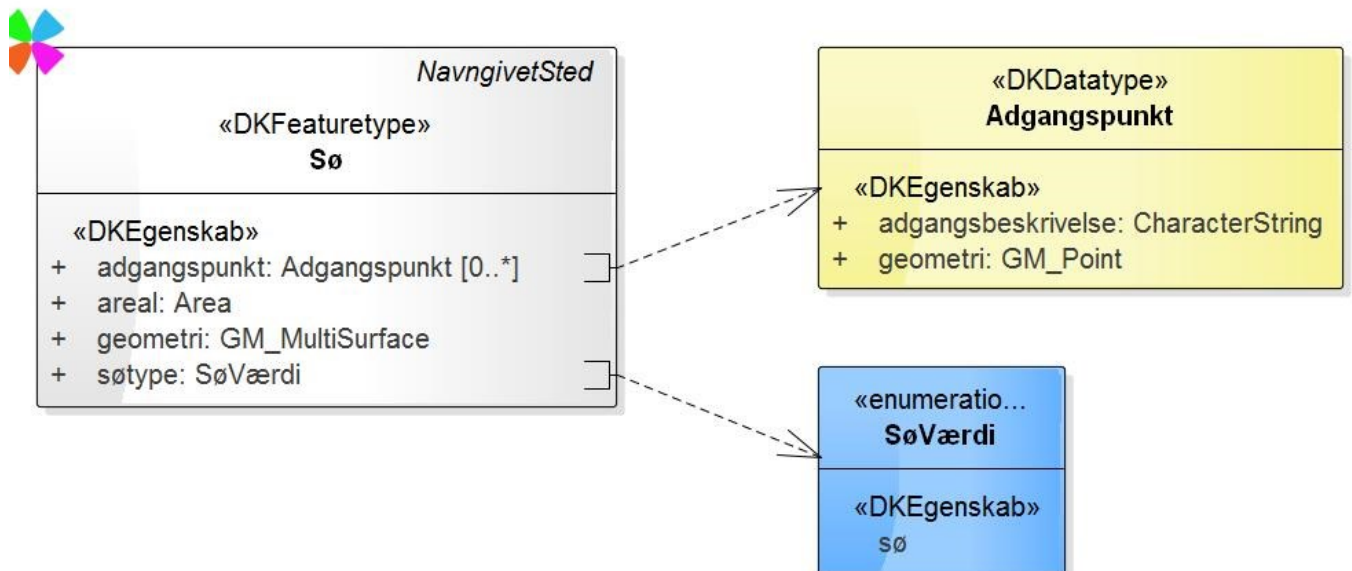 NavngivetSted
«DKFeaturetype»
Sø
«DKEgenskab»
+ adgangspunkt: Adgangspunkt [0..*]
+ areal: Area
+ geometri: GM_MultiSurface
+ søtype: SøVærdi
«DKDatatype»
Adgangspunkt
«DKEgenskab»
+ adgangsbeskrivelse: CharacterString
+ geometri: GM_Point
«enumeratio...
SøVærdi
«DKEgenskab»
sø